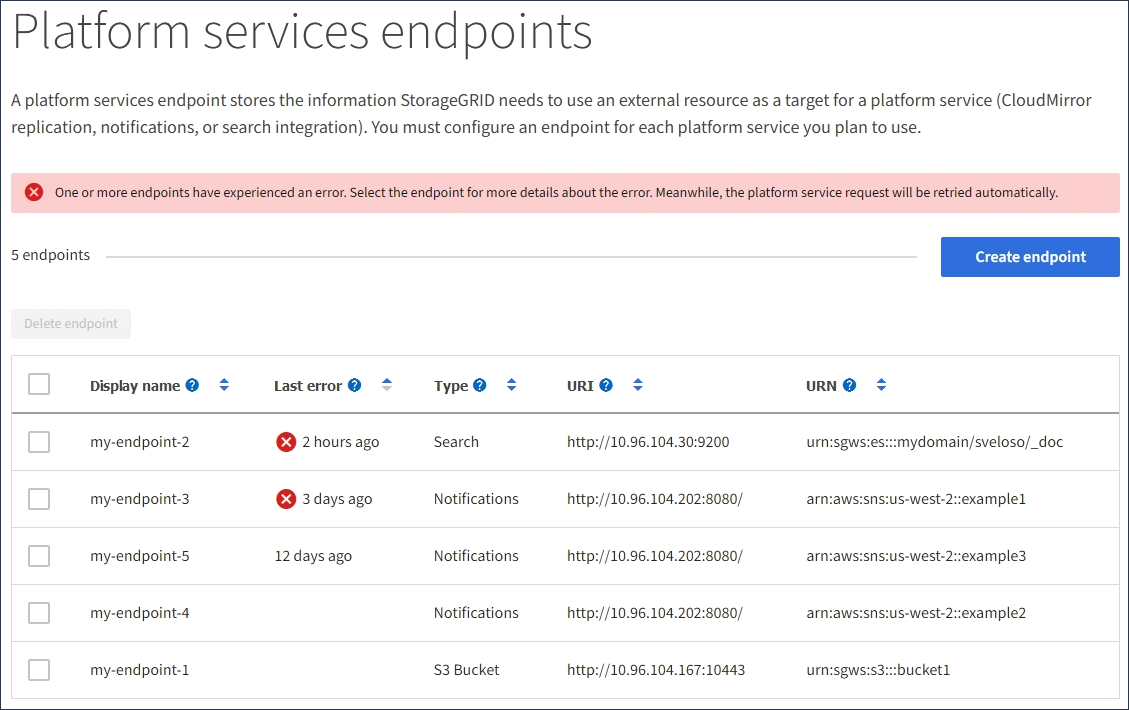 Platform services endpoints
A platform services endpoint stores the information StorageGRID needs to use an external resource as a target for a platform service (CloudMirror
replication, notifications, or search integration). You must configure an endpoint for each platform service you plan to use.
One or more endpoints have experienced an error. Select the endpoint for more details about the error. Meanwhile, the platform service request will be retried automatically.
5 endpoints Create endpoint
Delete endpoint
Display name Last error Type URI URN
my-endpoint-2 2 hours ago Search http://10.96.104.30:9200 urn:sgws:es:::mydomain/sveloso/_doc
my-endpoint-3 3 days ago Notifications http://10.96.104.202:8080/ arn:aws:sns:us-west-2::example1
my-endpoint-5 12 days ago Notifications http://10.96.104.202:8080/ arn:aws:sns:us-west-2::example3
my-endpoint-4 Notifications http://10.96.104.202:8080/ arn:aws:sns:us-west-2::example2
my-endpoint-1 S3 Bucket http://10.96.104.167:10443 urn:sgws:s3:::bucket1